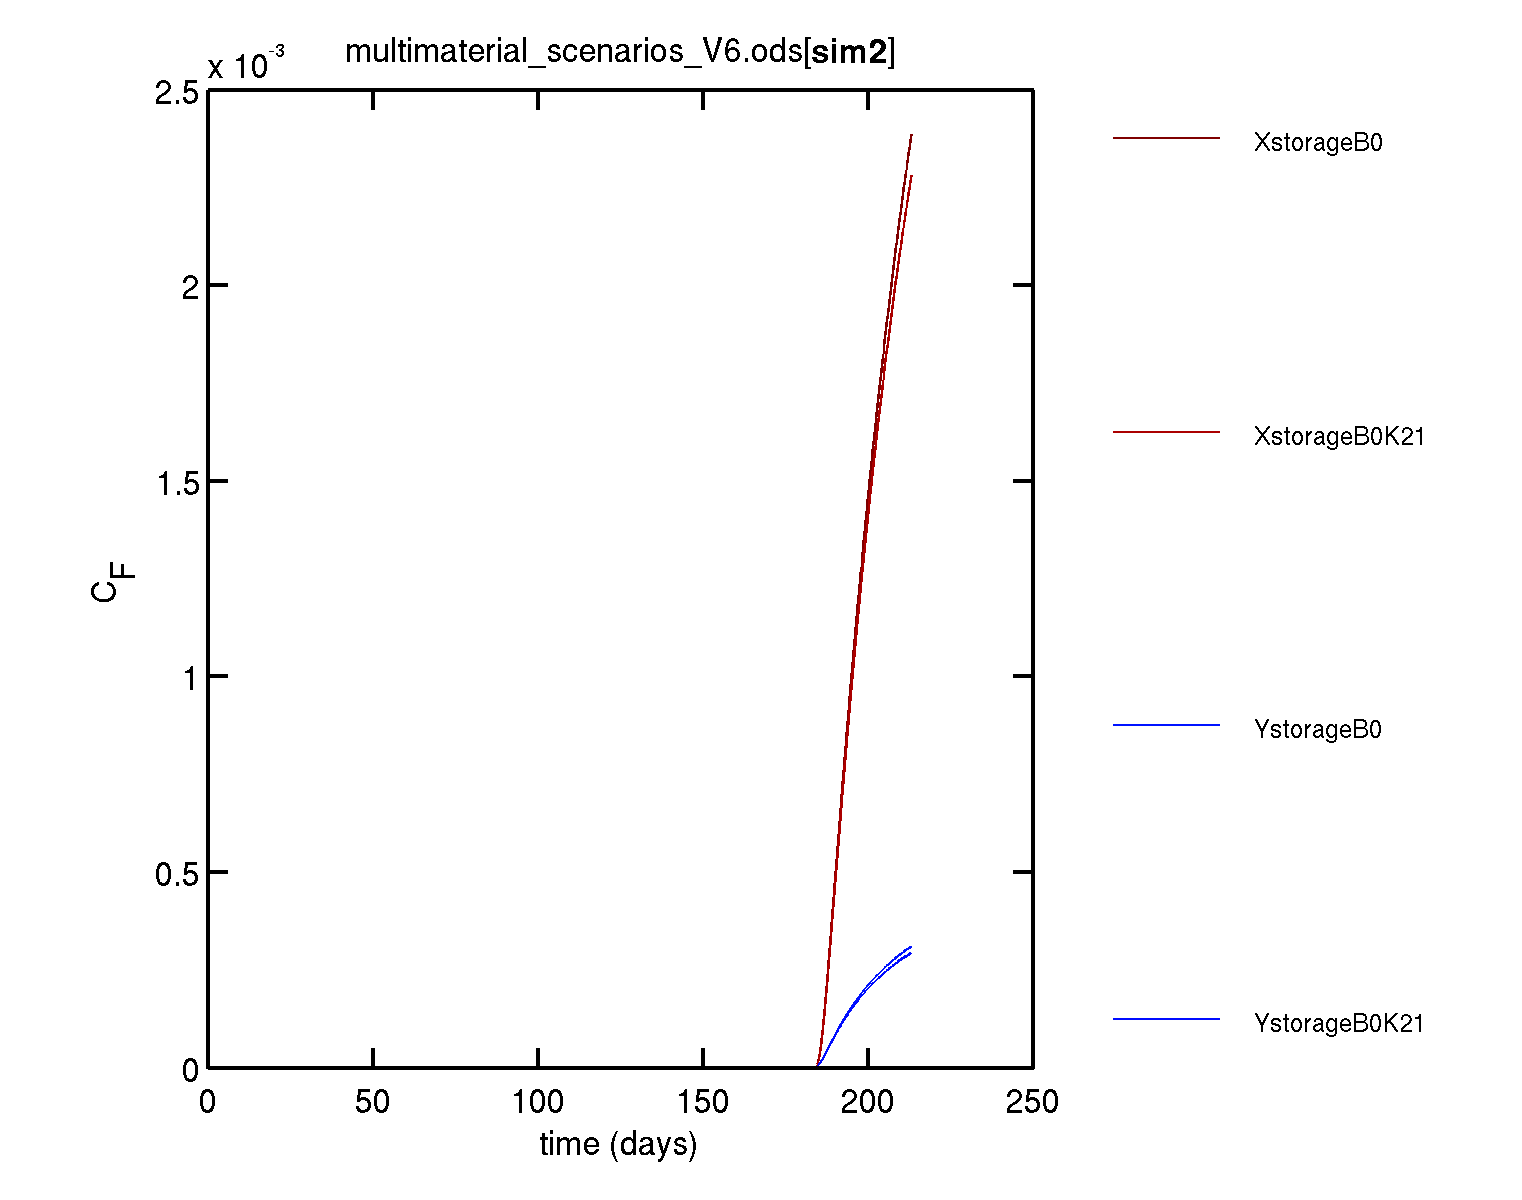 multimaterial_scenarios_V6.ods[sim2]
x 10-3
2.5
2
1.5
1
0.5
0
CF
0 50 100 150 200 250
time (days)
XstorageB0
XstorageB0K21
YstorageB0
YstorageB0K21